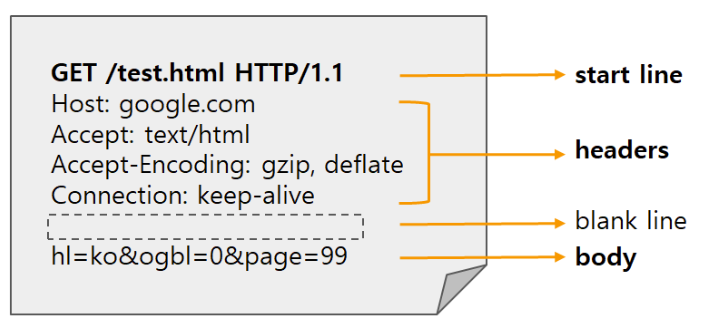 GET /test.html HTTP/1.1
start line
Host: google.com
Accept: text/html
Accept-Encoding: gzip, deflate
Connection: keep-alive
headers
blank line
hl=ko&ogbl=0&page=99
body